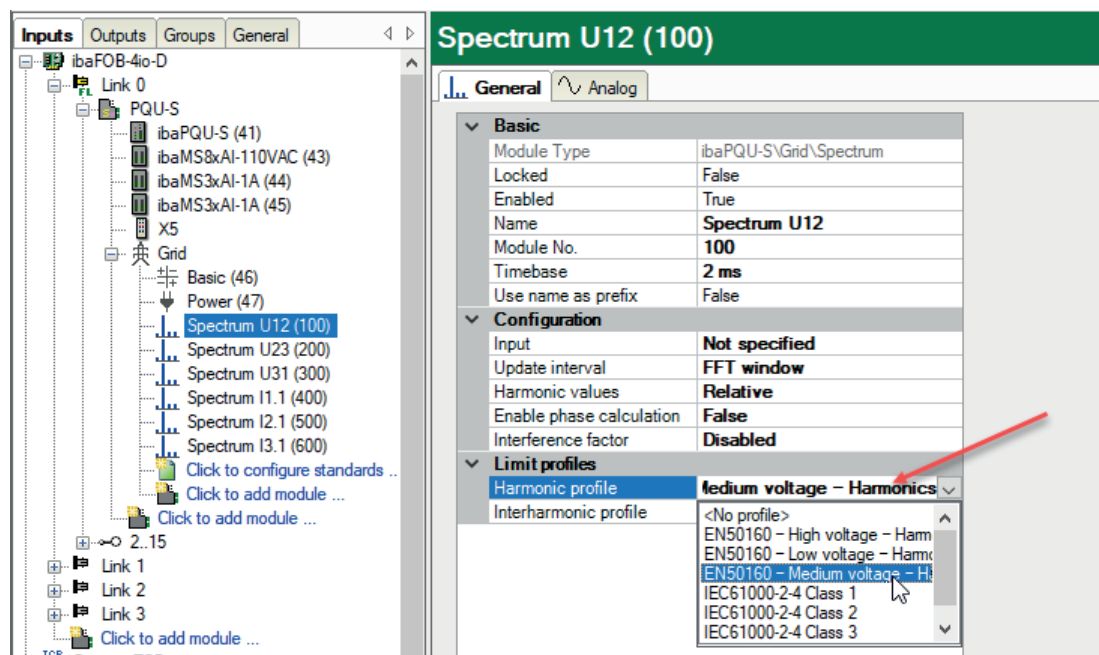 Inputs Outputs Groups General
ibaFOB-4io-D
Link 0
FL
PQU-S
ibaPQU-S (41)
ibaMS8xAI-110VAC (43)
ibaMS3xAI-1A (44)
ibaMS3xAI-1A (45)
X5
Grid
Basic (46)
Power (47)
Spectrum U12 (100)
Spectrum U23 (200)
Spectrum U31 (300)
Spectrum I1.1 (400)
Spectrum I2.1 (500)
Spectrum I3.1 (600)
Click to configure standards ..
Click to add module ...
Click to add module ...
2..15
Link 1
Link 2
Link 3
Click to add module ...
Spectrum U12 (100)
General Analog
Basic
Module Type ibaPQU-S\Grid\Spectrum
Locked False
Enabled True
Name Spectrum U12
Module No. 100
Timebase 2 ms
Use name as prefix False
Configuration
Input Not specified
Update interval FFT window
Harmonic values Relative
Enable phase calculation False
Interference factor Disabled
Limit profiles
Harmonic profile Medium voltage – Harmonics
Interharmonic profile
<No profile>
EN50160 – High voltage – Harm
EN50160 – Low voltage – Harmo
EN50160 – Medium voltage – Ha
IEC61000-2-4 Class 1
IEC61000-2-4 Class 2
IEC61000-2-4 Class 3